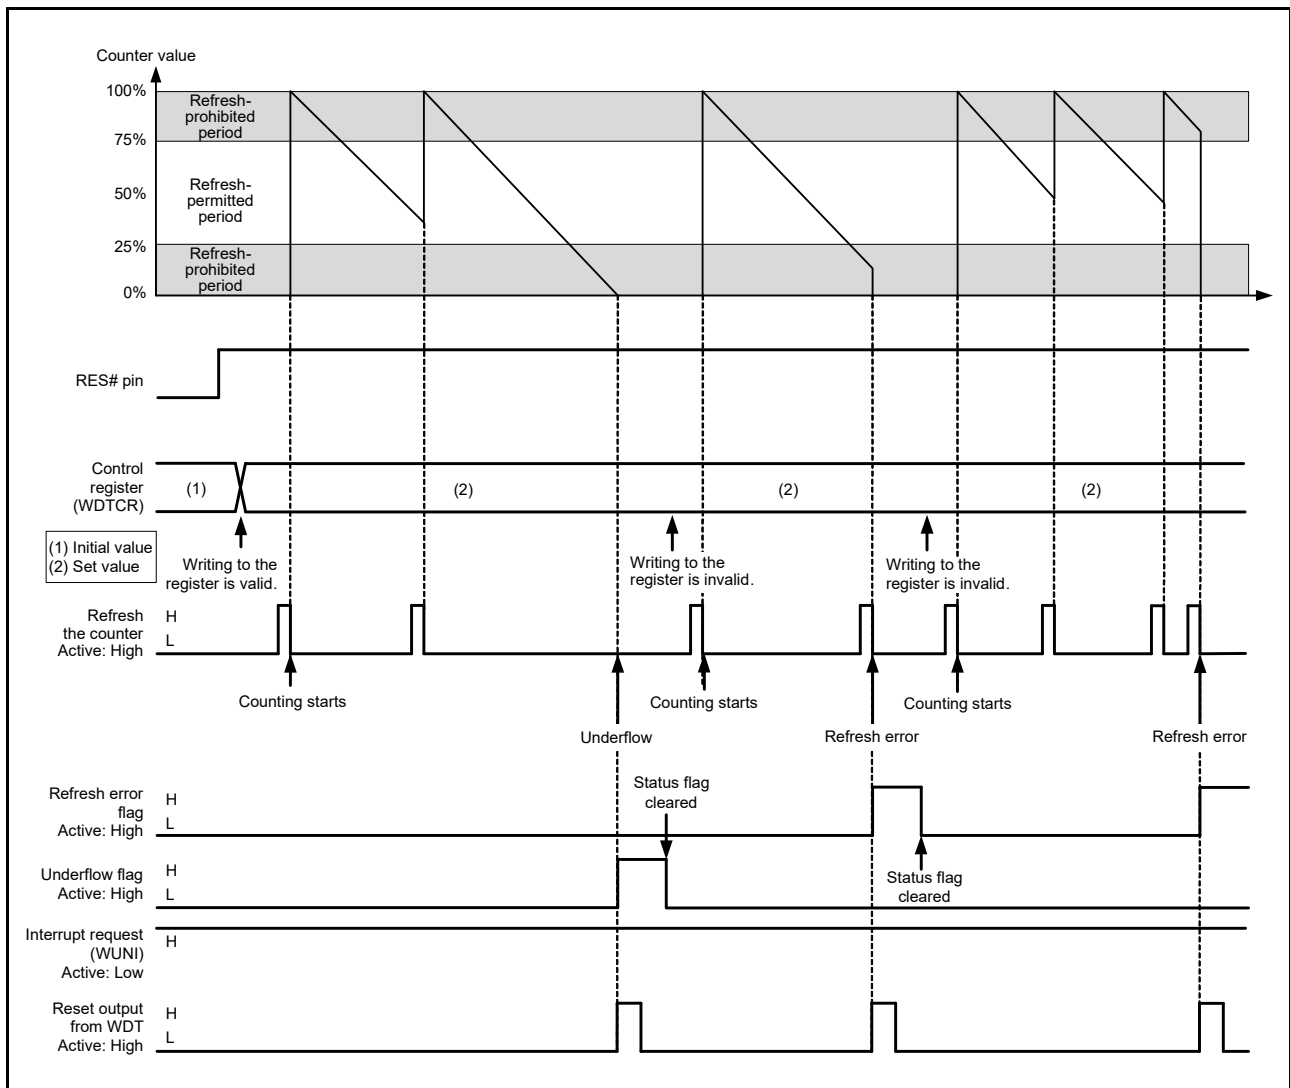 Counter value
100%
Refresh-
prohibited
period
75%
Refresh-
permitted
period
50%
25%
Refresh-
prohibited
period
0%
RES# pin
Control
register
(WDTCR)
(1)
(2)
(2)
(2)
(1) Initial value
(2) Set value
Writing to the
register is valid.
Writing to the
register is invalid.
Writing to the
register is invalid.
Refresh
the counter
Active: High
H
L
Counting starts
Counting starts
Counting starts
Underflow
Refresh error
Refresh error
Refresh error
flag
Active: High
H
L
Status flag
cleared
Underflow flag
Active: High
H
L
Status flag
cleared
Interrupt request
(WUNI)
Active: Low
H
Reset output
from WDT
Active: High
H
L